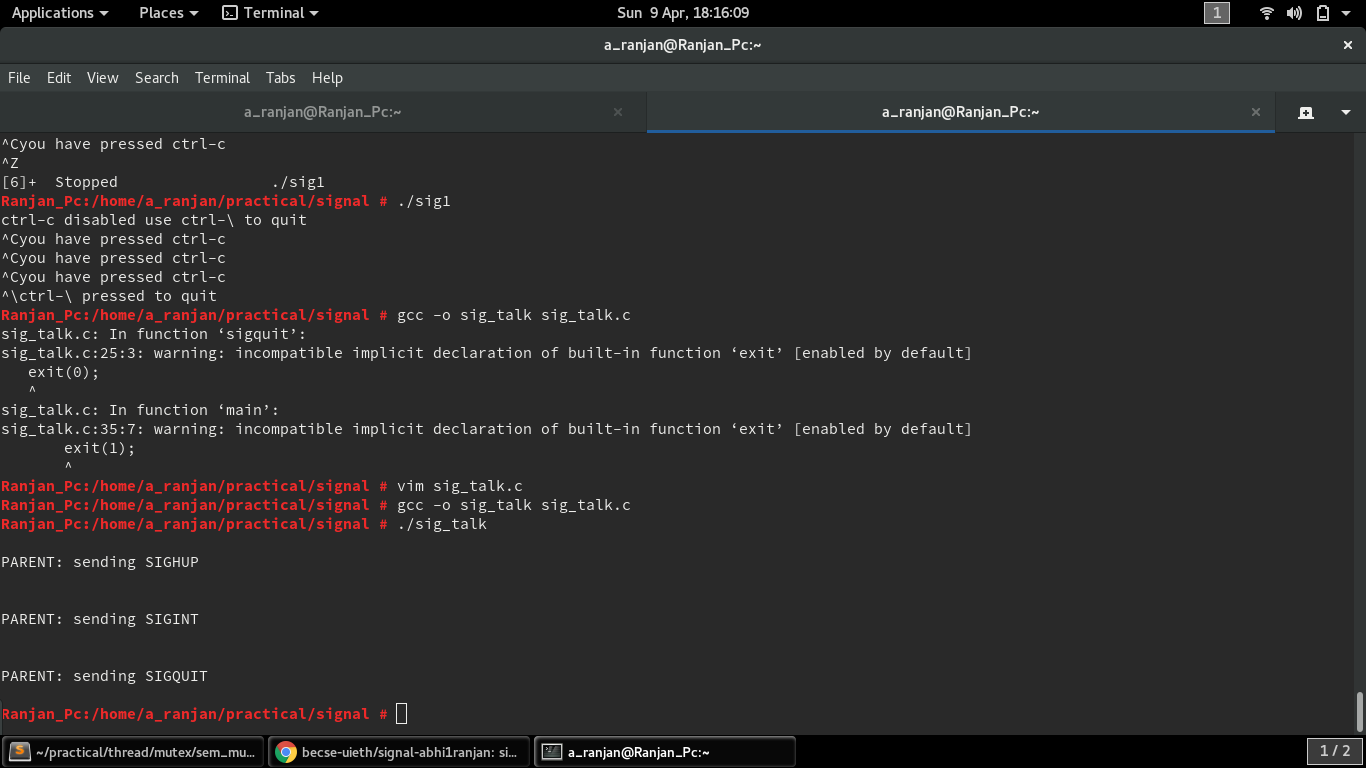 Applications Places Terminal Sun 9 Apr, 18:16:09 1
a_ranjan@Ranjan_Pc:~ ×
File Edit View Search Terminal Tabs Help
a_ranjan@Ranjan_Pc:~ × a_ranjan@Ranjan_Pc:~ ×
^Cyou have pressed ctrl-c
^Z
[6]+  Stopped                 ./sig1
Ranjan_Pc:/home/a_ranjan/practical/signal # ./sig1
ctrl-c disabled use ctrl-\ to quit
^Cyou have pressed ctrl-c
^Cyou have pressed ctrl-c
^Cyou have pressed ctrl-c
^\ctrl-\ pressed to quit
Ranjan_Pc:/home/a_ranjan/practical/signal # gcc -o sig_talk sig_talk.c
sig_talk.c: In function ‘sigquit’:
sig_talk.c:25:3: warning: incompatible implicit declaration of built-in function ‘exit’ [enabled by default]
   exit(0);
   ^
sig_talk.c: In function ‘main’:
sig_talk.c:35:7: warning: incompatible implicit declaration of built-in function ‘exit’ [enabled by default]
       exit(1);
       ^
Ranjan_Pc:/home/a_ranjan/practical/signal # vim sig_talk.c
Ranjan_Pc:/home/a_ranjan/practical/signal # gcc -o sig_talk sig_talk.c
Ranjan_Pc:/home/a_ranjan/practical/signal # ./sig_talk
PARENT: sending SIGHUP
PARENT: sending SIGINT
PARENT: sending SIGQUIT
Ranjan_Pc:/home/a_ranjan/practical/signal #
~/practical/thread/mutex/sem_mu... becse-uieth/signal-abhi1ranjan: si... a_ranjan@Ranjan_Pc:~ 1 / 2